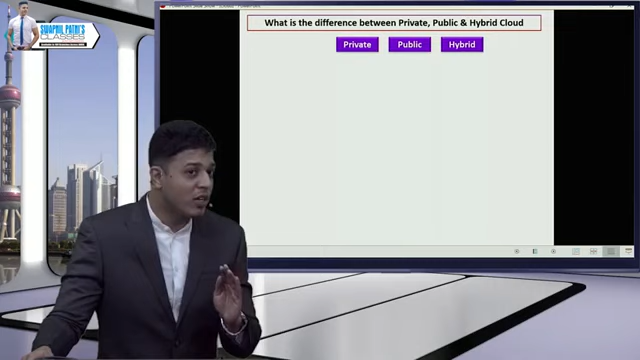 SWAPNIL PATNI'S
CLASSES
What is the difference between Private, Public & Hybrid Cloud
Private
Public
Hybrid